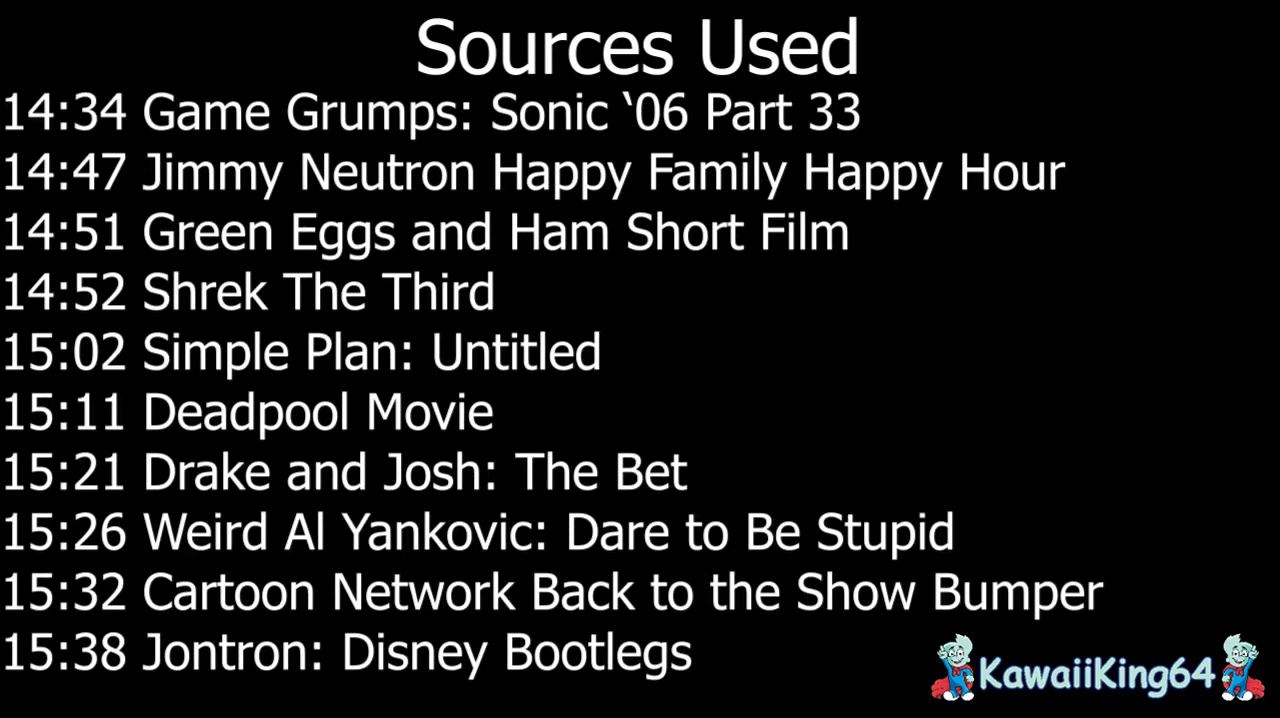 Sources Used
14:34 Game Grumps: Sonic ‘06 Part 33
14:47 Jimmy Neutron Happy Family Happy Hour
14:51 Green Eggs and Ham Short Film
14:52 Shrek The Third
15:02 Simple Plan: Untitled
15:11 Deadpool Movie
15:21 Drake and Josh: The Bet
15:26 Weird Al Yankovic: Dare to Be Stupid
15:32 Cartoon Network Back to the Show Bumper
15:38 Jontron: Disney Bootlegs
KawaiiKing64